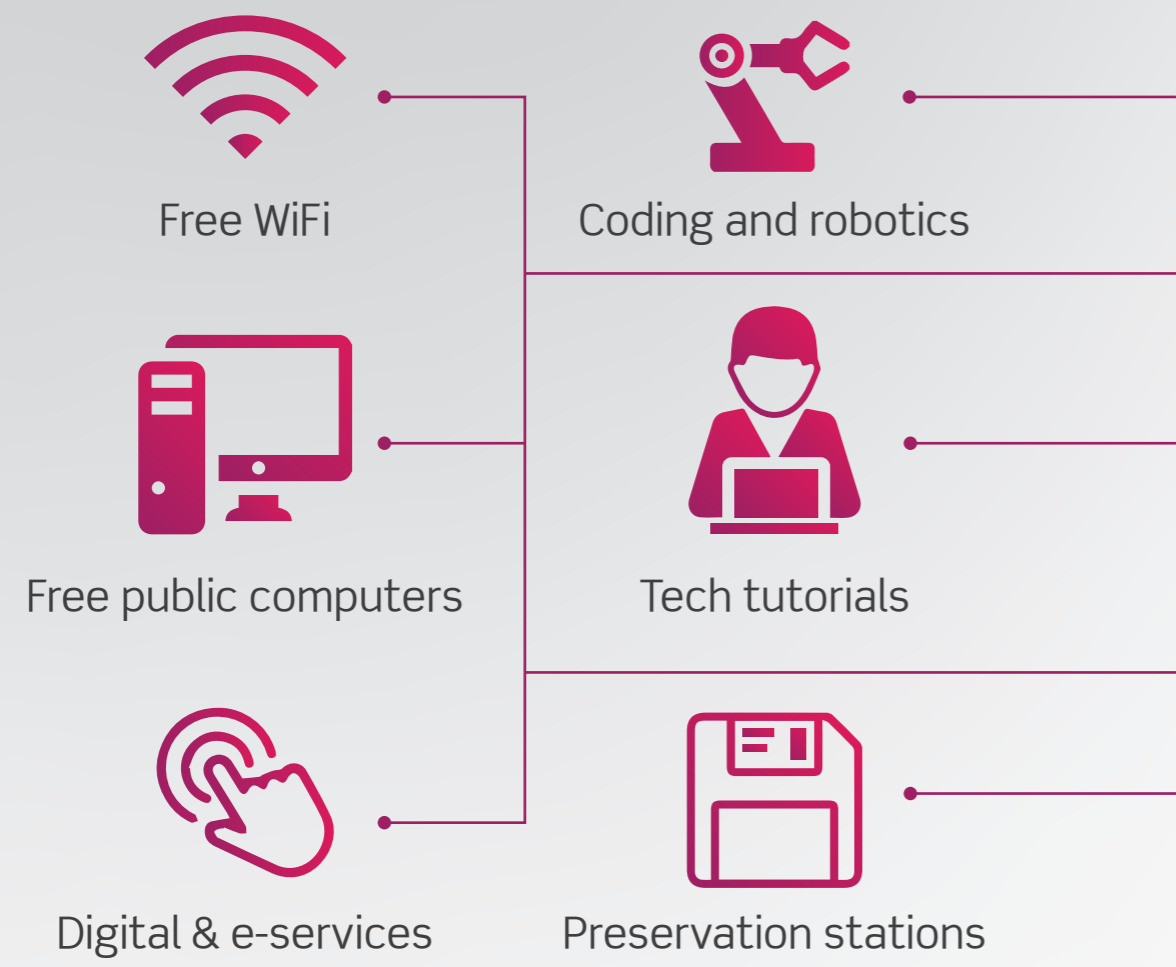 Free WiFi
Coding and robotics
Free public computers
Tech tutorials
Digital & e-services
Preservation stations